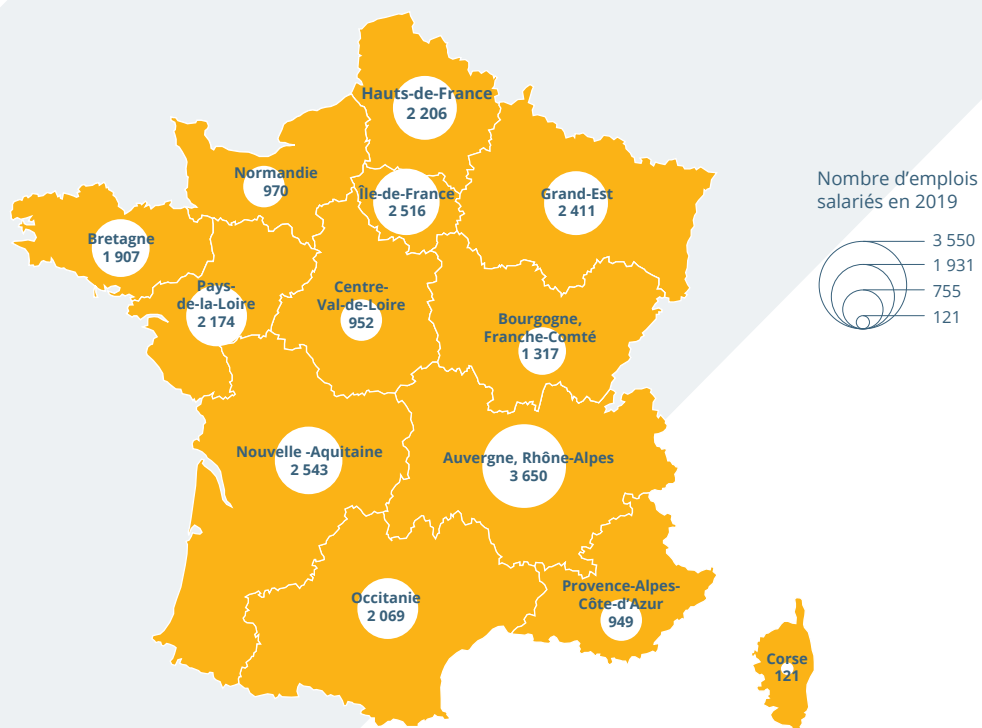 Hauts-de-France
2 206
Normandie
970
Île-de-France
2 516
Grand-Est
2 411
Bretagne
1 907
Pays-
de-la-Loire
2 174
Centre-
Val-de-Loire
952
Bourgogne,
Franche-Comté
1 317
Nouvelle -Aquitaine
2 543
Auvergne, Rhône-Alpes
3 650
Occitanie
2 069
Provence-Alpes-
Côte-d’Azur
949
Corse
121
Nombre d’emplois
salariés en 2019
3 550
1 931
755
121